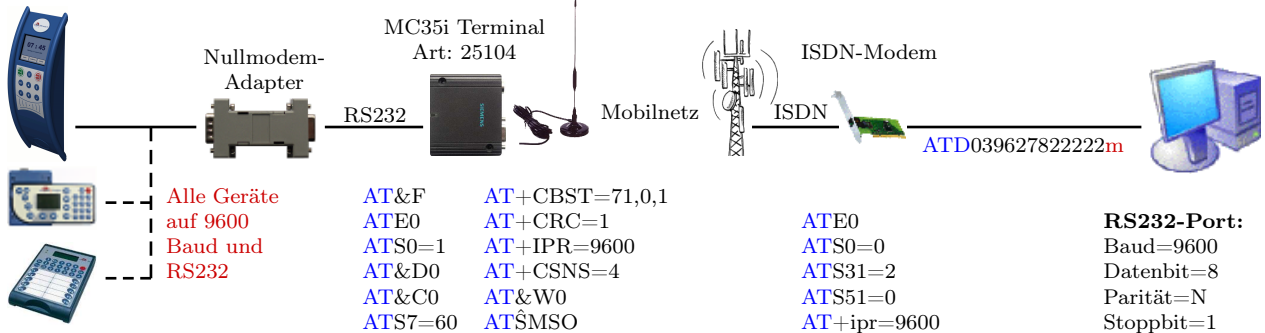 MC35i Terminal
Art: 25104
Nullmodem-
Adapter
RS232
SIEMENS
Mobilnetz
ISDN-Modem
ISDN
ATD039627822222m
07:45
Alle Geräte
auf 9600
Baud und
RS232
AT&F
ATE0
ATS0=1
AT&D0
AT&C0
ATS7=60
AT+CBST=71,0,1
AT+CRC=1
AT+IPR=9600
AT+CSNS=4
AT&W0
ATŜMSO
ATE0
ATS0=0
ATS31=2
ATS51=0
AT+ipr=9600
RS232-Port:
Baud=9600
Datenbit=8
Parität=N
Stoppbit=1